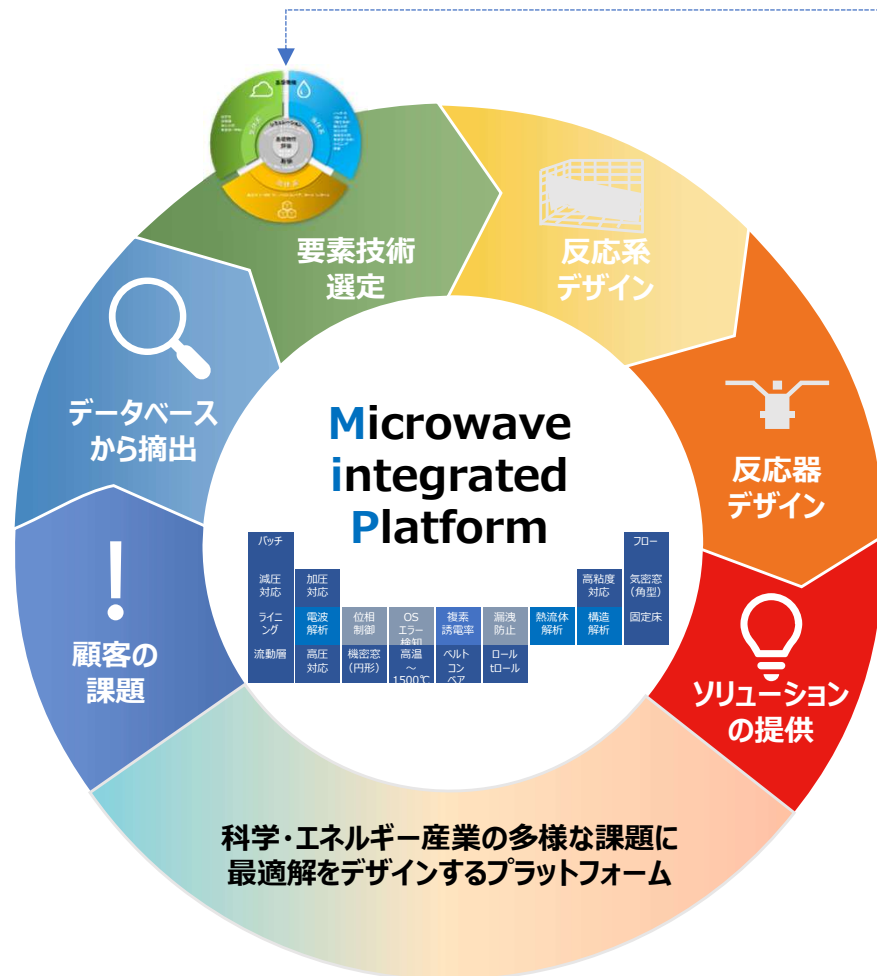 要素技術
選定
反応系
デザイン
データベース
から摘出
反応器
デザイン
顧客の
課題
ソリューション
の提供
Microwave
integrated
Platform
バッチ
フロー
減圧
対応
加圧
対応
高粘度
対応
気密窓
(角型)
ライニ
ング
電波
解析
位相
制御
OS
エラー
検知
複素
誘電率
漏洩
防止
熱流体
解析
構造
解析
固定床
流動層
高圧
対応
機密窓
(円形)
高温
～
1500℃
ベルト
コン
ベア
ロール
tロール
科学・エネルギー産業の多様な課題に
最適解をデザインするプラットフォーム